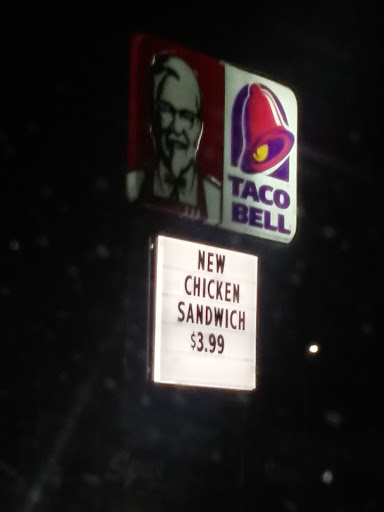 TACO
BELL
NEW
CHICKEN
SANDWICH
$3.99